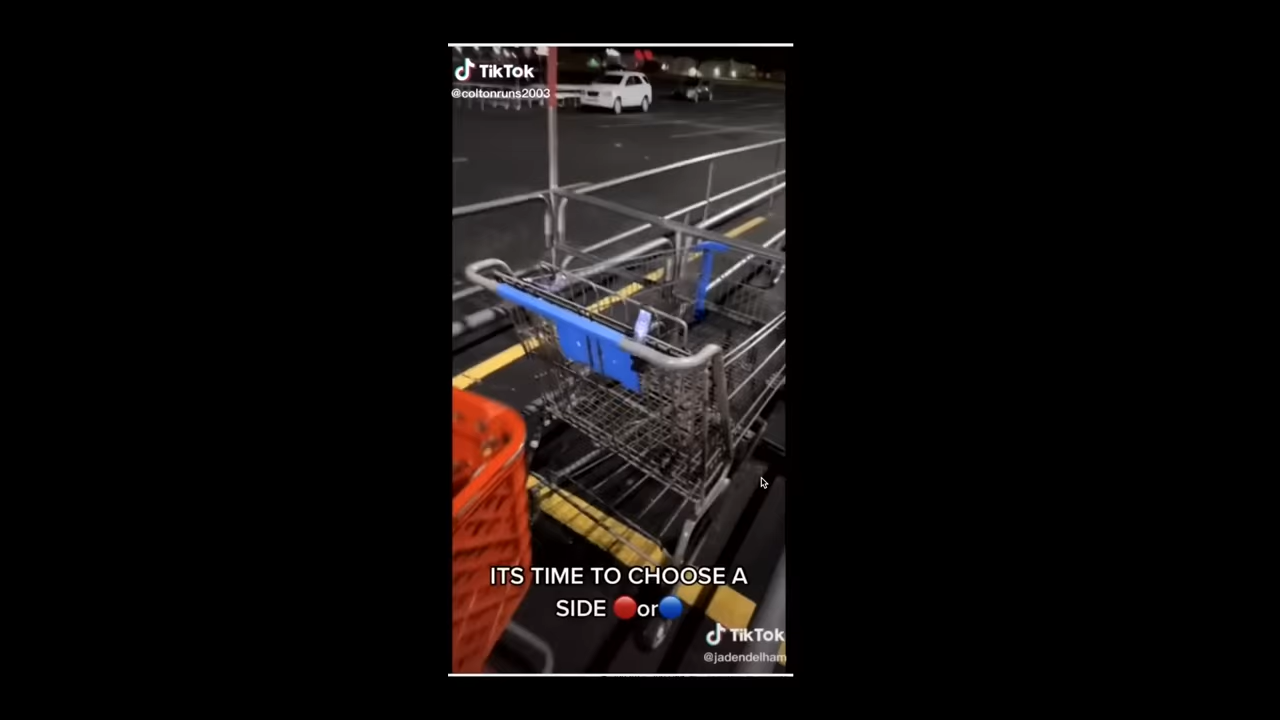 TikTok
@coltonruns2003
ITS TIME TO CHOOSE A
SIDE 🔴or🔵
TikTok
@jadendelham